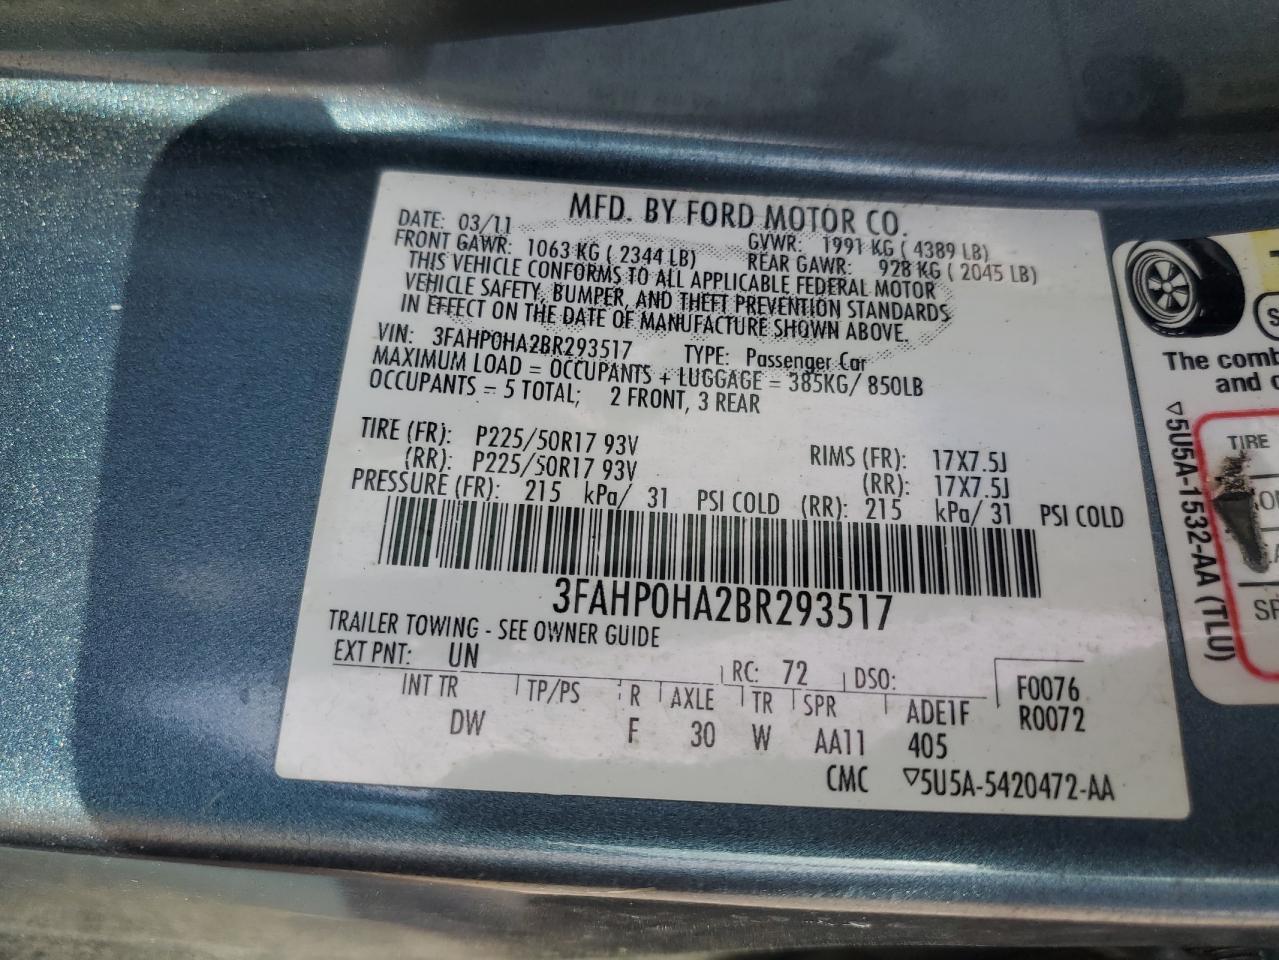 MFD. BY FORD MOTOR CO.
DATE: 03/11 GVWR: 1991 KG ( 4389 LB)
FRONT GAWR: 1063 KG ( 2344 LB) REAR GAWR: 928 KG ( 2045 LB)
THIS VEHICLE CONFORMS TO ALL APPLICABLE FEDERAL MOTOR
VEHICLE SAFETY, BUMPER, AND THEFT PREVENTION STANDARDS
IN EFFECT ON THE DATE OF MANUFACTURE SHOWN ABOVE.
VIN: 3FAHP0HA2BR293517 TYPE: Passenger Car
MAXIMUM LOAD = OCCUPANTS + LUGGAGE = 385KG/ 850LB
OCCUPANTS = 5 TOTAL; 2 FRONT, 3 REAR
TIRE (FR): P225/50R17 93V RIMS (FR): 17X7.5J
(RR): P225/50R17 93V (RR): 17X7.5J
PRESSURE (FR): 215 kPa/ 31 PSI COLD (RR): 215 kPa/ 31 PSI COLD
3FAHP0HA2BR293517
TRAILER TOWING - SEE OWNER GUIDE
EXT PNT: UN RC: 72 DSO: F0076
INT TR TP/PS R AXLE TR SPR ADE1F R0072
DW F 30 W AA11 405
CMC ▽5U5A-5420472-AA
The comb
and
▽5U5A-1532-AA (TLU)
TIRE